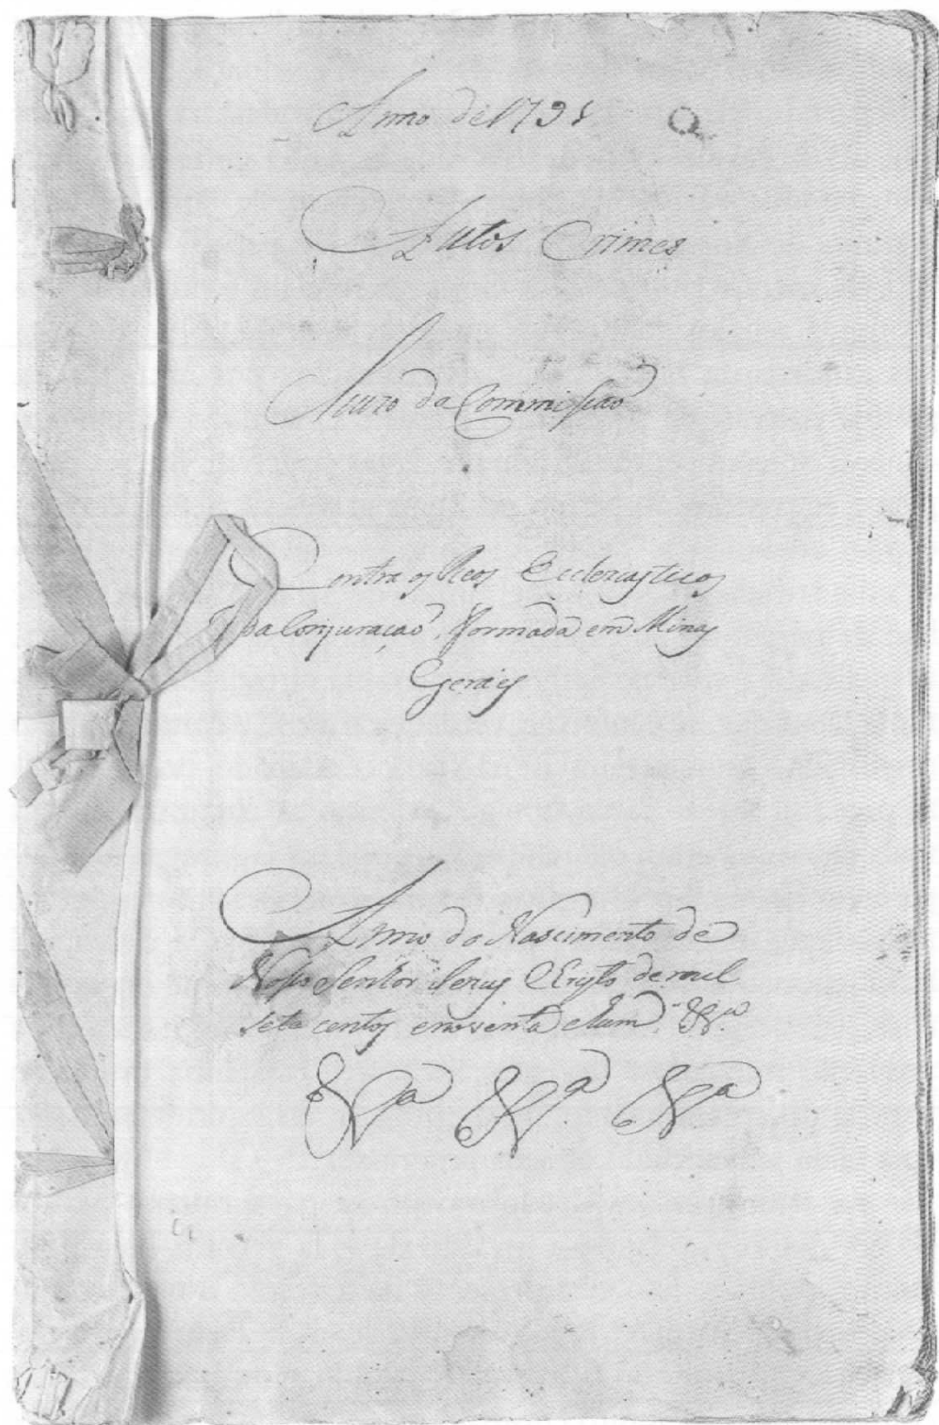 Anno de 1791
Autos Crimes
Juizo da Commissão
Contra os Reos Ecclesiasticos
da Conjuração, formada em Minas
Geraes
Anno do Nascimento de
Nosso Senhor Jesus Christo de mil
sete centos e noventa e hum. &.ª
&.ª &.ª &.ª